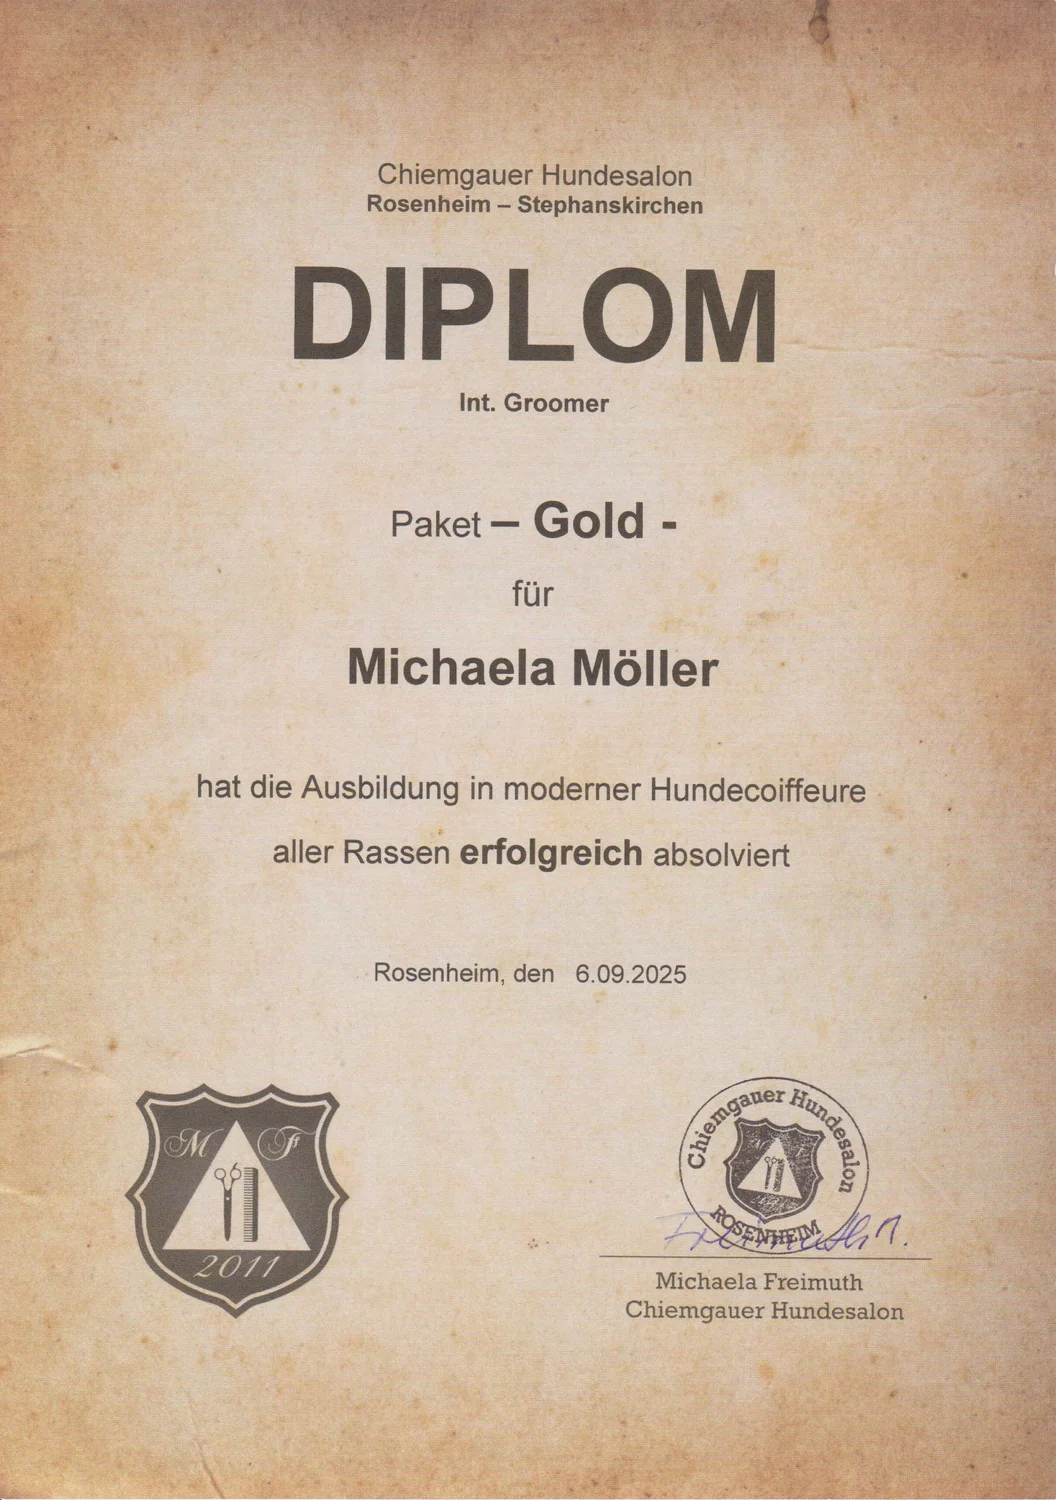 Chiemgauer Hundesalon
Rosenheim – Stephanskirchen
DIPLOM
Int. Groomer
Paket – Gold -
für
Michaela Möller
hat die Ausbildung in moderner Hundecoiffeure
aller Rassen erfolgreich absolviert
Rosenheim, den 6.09.2025
M F
2011
Chiemgauer Hundesalon
ROSENHEIM
Freimuth M.
Michaela Freimuth
Chiemgauer Hundesalon